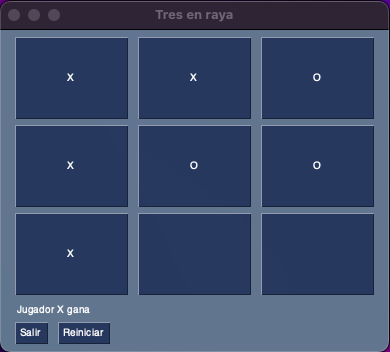 Tres en raya
X X O
X O O
X
Jugador X gana
Salir Reiniciar